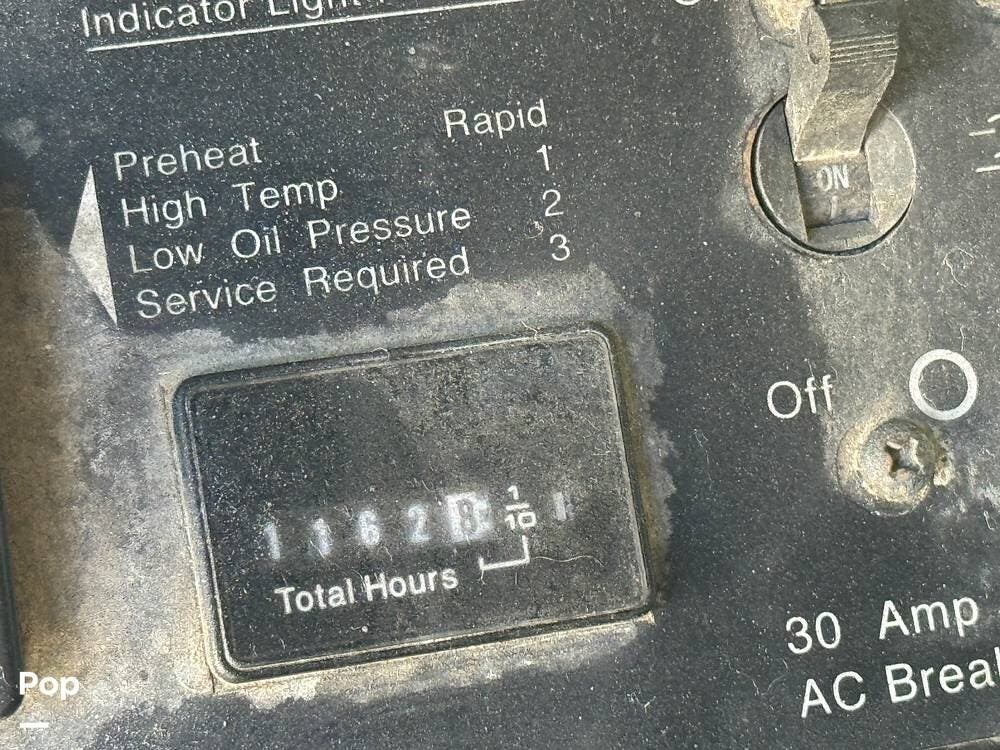 Indicator Light
Rapid
Preheat
High Temp 1
Low Oil Pressure 2
Service Required 3
ON
Off
1 1 6 2 8 1/10
Total Hours
30 Amp
AC
Pop